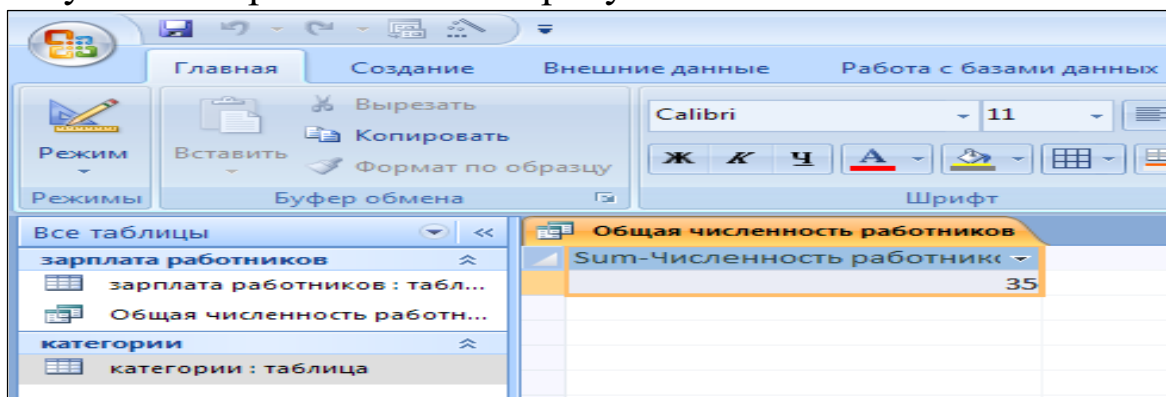 Главная Создание Внешние данные Работа с базами данных
Вырезать
Копировать
Формат по образцу
Вставить
Режим
Calibri 11
Ж К Ч А
Режимы Буфер обмена Шрифт
Все таблицы
зарплата работников
зарплата работников : табл...
Общая численность работн...
категории
категории : таблица
Общая численность работников
Sum-Численность работнико
35